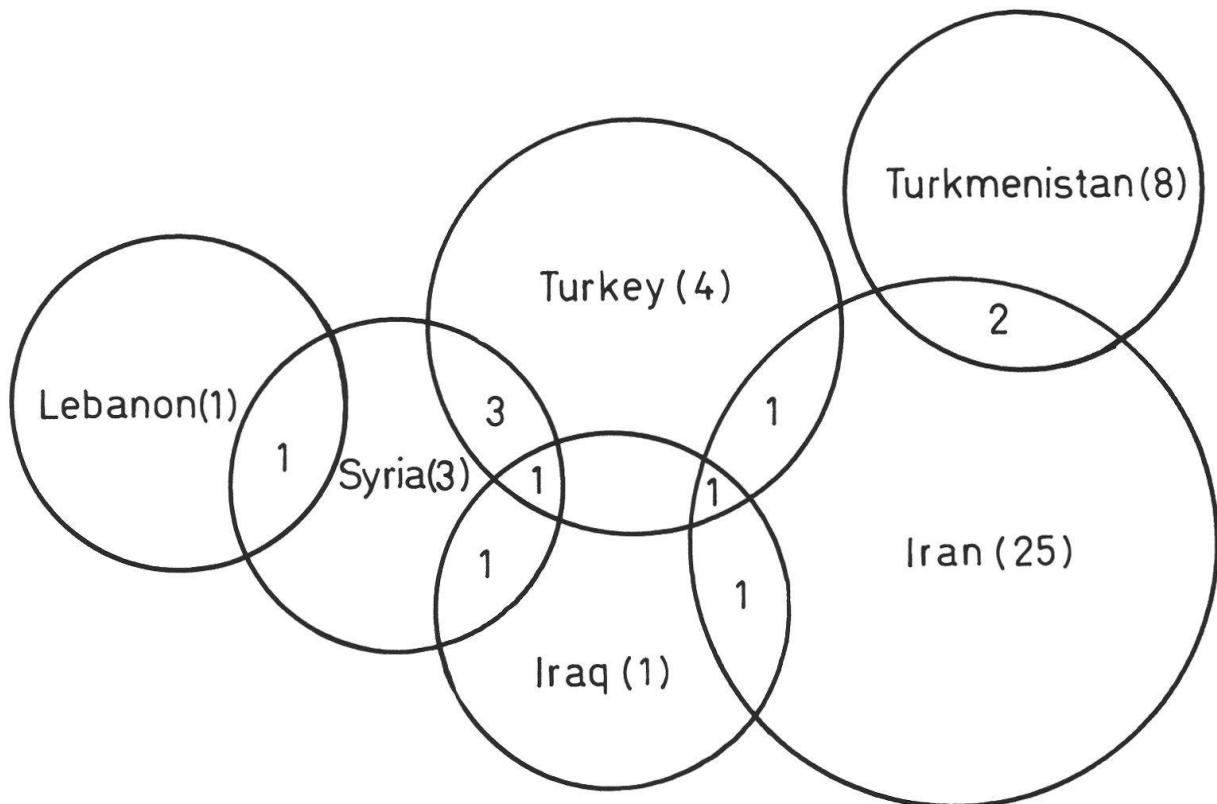 Turkmenistan(8)
Turkey(4)
2
Lebanon(1)
3
1
1
Syria(3)
1
1
1
Iran(25)
1
Iraq(1)